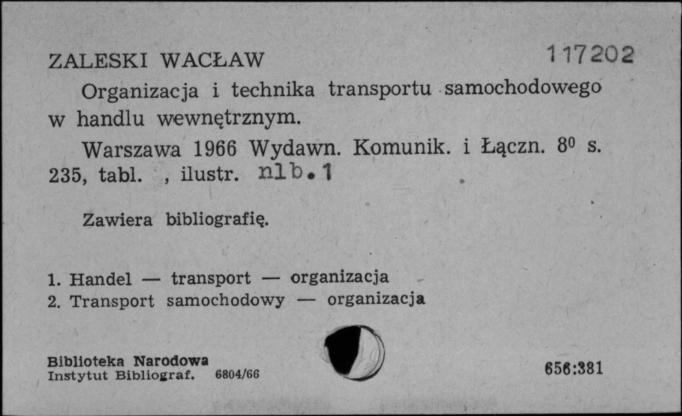 ZALESKI WACŁAW 117202
Organizacja i technika transportu samochodowego
w handlu wewnętrznym.
Warszawa 1966 Wydawn. Komunik. i Łączn. 8⁰ s.
235, tabl. , ilustr. nlb.1
Zawiera bibliografię.
1. Handel — transport — organizacja
2. Transport samochodowy — organizacja
Biblioteka Narodowa
Instytut Bibliograf. 6804/66 656:381